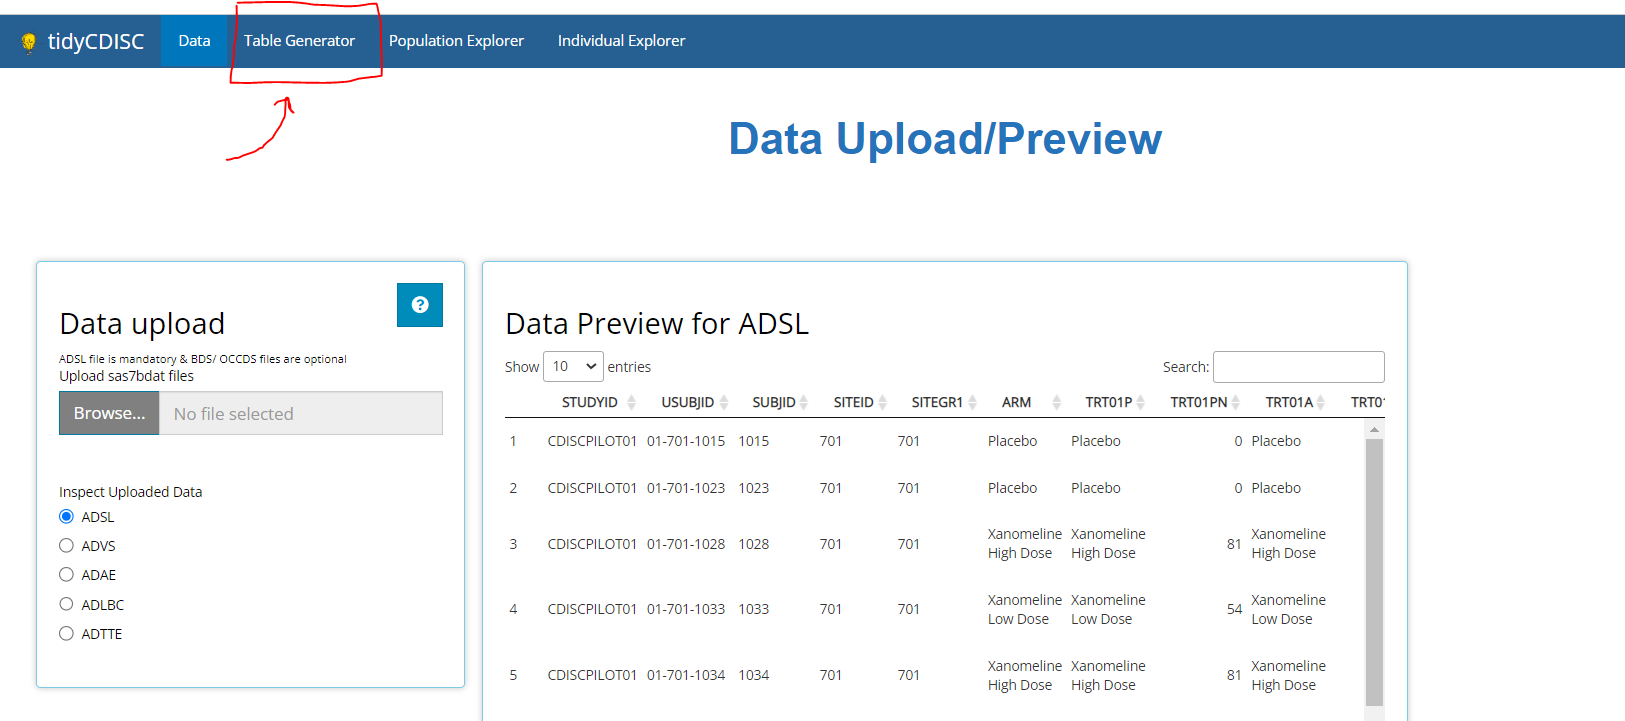 tidyCDISC Data Table Generator Population Explorer Individual Explorer
Data Upload/Preview
Data upload
ADSL file is mandatory & BDS/ OCCDS files are optional
Upload sas7bdat files
Browse... No file selected
Inspect Uploaded Data
ADSL
ADVS
ADAE
ADLBC
ADTTE
Data Preview for ADSL
Show 10 entries Search:
STUDYID USUBJID SUBJID SITEID SITEGR1 ARM TRT01P TRT01PN TRT01A TRT01
1 CDISCPILOT01 01-701-1015 1015 701 701 Placebo Placebo 0 Placebo
2 CDISCPILOT01 01-701-1023 1023 701 701 Placebo Placebo 0 Placebo
3 CDISCPILOT01 01-701-1028 1028 701 701 Xanomeline High Dose Xanomeline High Dose 81 Xanomeline High Dose
4 CDISCPILOT01 01-701-1033 1033 701 701 Xanomeline Low Dose Xanomeline Low Dose 54 Xanomeline Low Dose
5 CDISCPILOT01 01-701-1034 1034 701 701 Xanomeline High Dose Xanomeline High Dose 81 Xanomeline High Dose